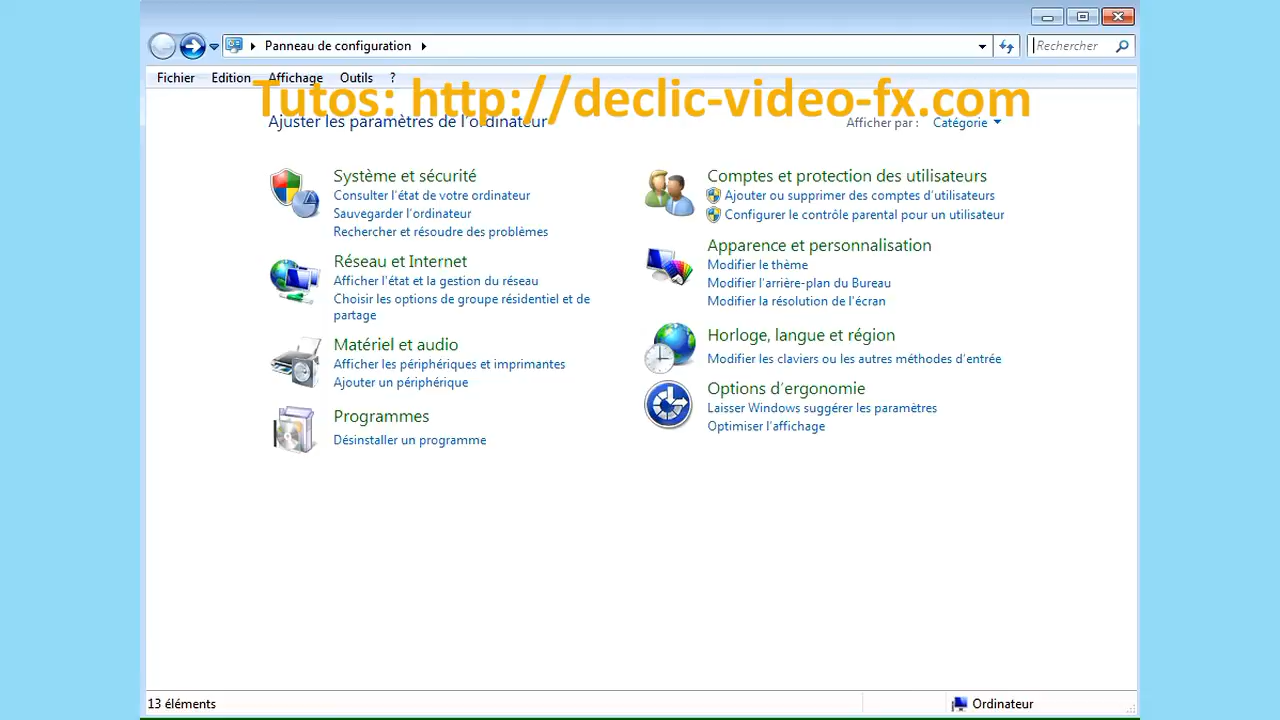 Panneau de configuration
Rechercher
Fichier Edition Affichage Outils ?
Tutos: http://declic-video-fx.com
Ajuster les paramètres de l'ordinateur
Afficher par : Catégorie
Système et sécurité
Consulter l'état de votre ordinateur
Sauvegarder l'ordinateur
Rechercher et résoudre des problèmes
Réseau et Internet
Afficher l'état et la gestion du réseau
Choisir les options de groupe résidentiel et de
partage
Matériel et audio
Afficher les périphériques et imprimantes
Ajouter un périphérique
Programmes
Désinstaller un programme
Comptes et protection des utilisateurs
Ajouter ou supprimer des comptes d'utilisateurs
Configurer le contrôle parental pour un utilisateur
Apparence et personnalisation
Modifier le thème
Modifier l'arrière-plan du Bureau
Modifier la résolution de l'écran
Horloge, langue et région
Modifier les claviers ou les autres méthodes d'entrée
Options d'ergonomie
Laisser Windows suggérer les paramètres
Optimiser l'affichage
13 éléments
Ordinateur